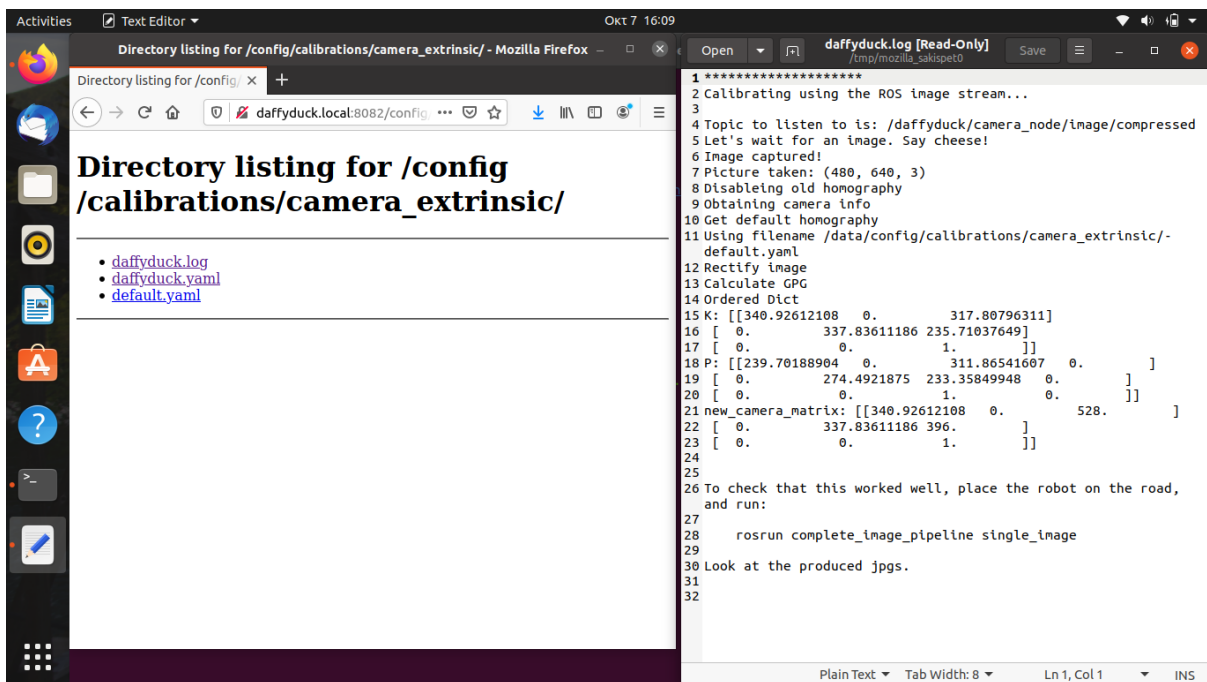 Activities
Text Editor
Οκτ 7 16:09
Directory listing for /config/calibrations/camera_extrinsic/ - Mozilla Firefox
Directory listing for /config/
daffyduck.local:8082/config
Directory listing for /config
/calibrations/camera_extrinsic/
daffyduck.log
daffyduck.yaml
default.yaml
Open
daffyduck.log [Read-Only]
/tmp/mozilla_sakispet0
Save
1 ********************
2 Calibrating using the ROS image stream...
3
4 Topic to listen to is: /daffyduck/camera_node/image/compressed
5 Let's wait for an image. Say cheese!
6 Image captured!
7 Picture taken: (480, 640, 3)
8 Disableing old homography
9 Obtaining camera info
10 Get default homography
11 Using filename /data/config/calibrations/camera_extrinsic/-
default.yaml
12 Rectify image
13 Calculate GPG
14 Ordered Dict
15 K: [[340.92612108 0. 317.80796311]
16 [ 0. 337.83611186 235.71037649]
17 [ 0. 0. 1. ]]
18 P: [[239.70188904 0. 311.86541607 0. ]
19 [ 0. 274.4921875 233.35849948 0. ]
20 [ 0. 0. 1. 0. ]]
21 new_camera_matrix: [[340.92612108 0. 528. ]
22 [ 0. 337.83611186 396. ]
23 [ 0. 0. 1. ]]
24
25
26 To check that this worked well, place the robot on the road,
and run:
27
28 rosrun complete_image_pipeline single_image
29
30 Look at the produced jpgs.
31
32
Plain Text
Tab Width: 8
Ln 1, Col 1
INS